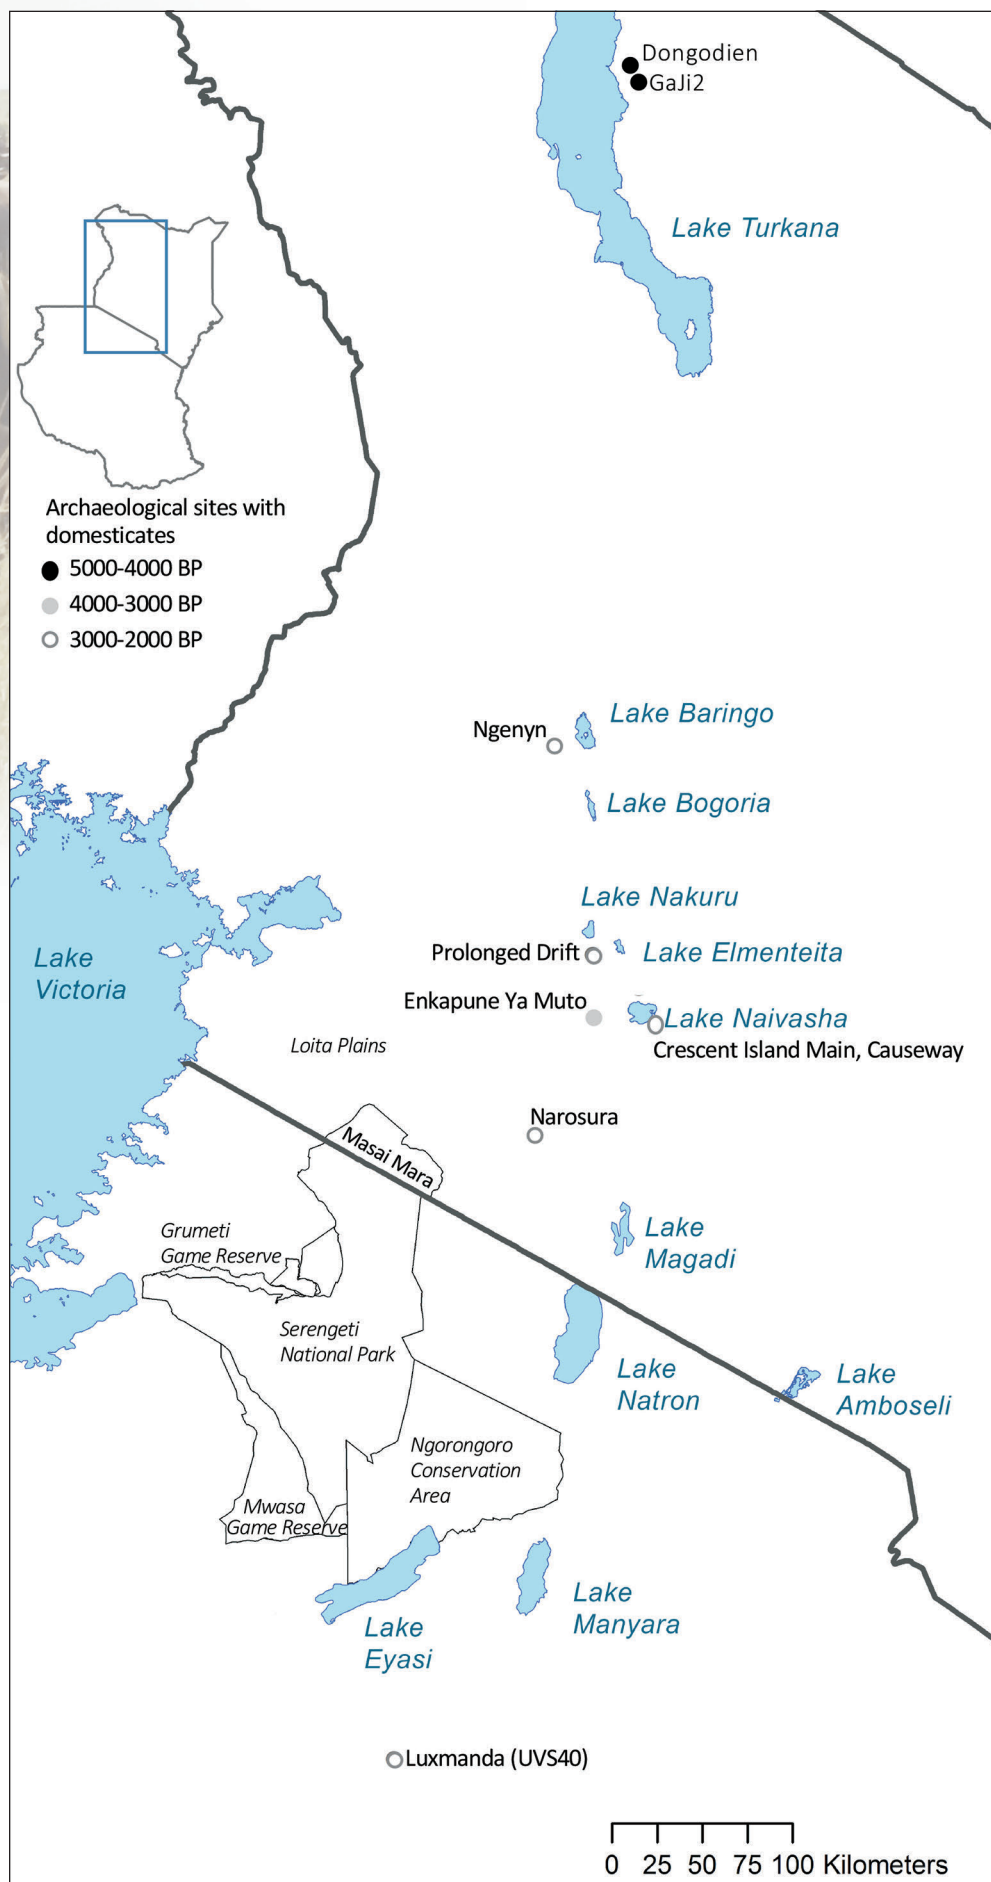 Dongodien
GaJi2
Lake Turkana
Archaeological sites with
domesticates
5000-4000 BP
4000-3000 BP
3000-2000 BP
Ngenyn
Lake Baringo
Lake Bogoria
Lake Nakuru
Prolonged Drift
Lake Elmenteita
Lake
Victoria
Enkapune Ya Muto
Lake Naivasha
Crescent Island Main, Causeway
Loita Plains
Narosura
Masai Mara
Grumeti
Game Reserve
Lake
Magadi
Serengeti
National Park
Lake
Natron
Lake
Amboseli
Ngorongoro
Conservation
Area
Mwasa
Game Reserve
Lake
Manyara
Lake
Eyasi
Luxmanda (UVS40)
0 25 50 75 100 Kilometers